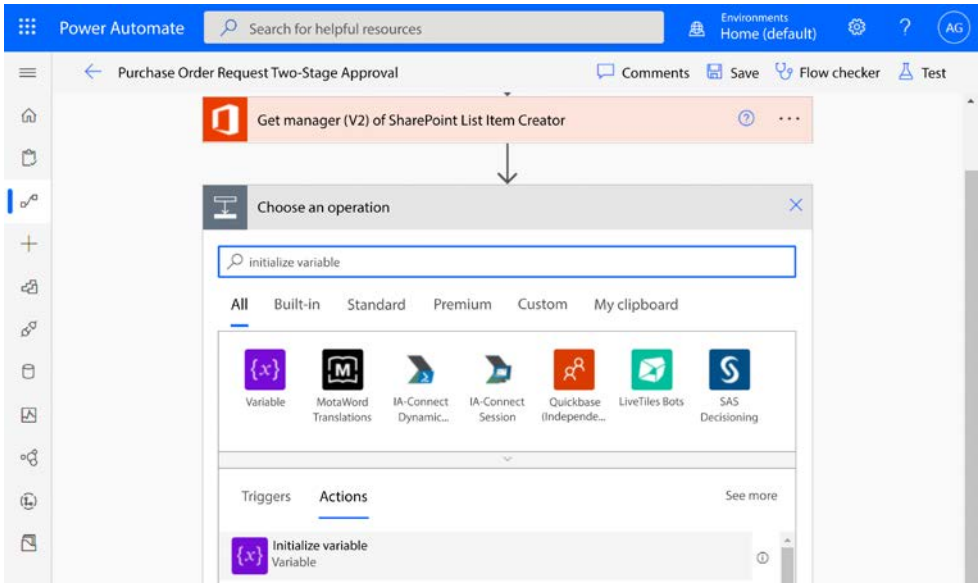 Power Automate
Search for helpful resources
Environments
Home (default)
?
AG
Purchase Order Request Two-Stage Approval
Comments
Save
Flow checker
Test
Get manager (V2) of SharePoint List Item Creator
?
...
Choose an operation
initialize variable
All
Built-in
Standard
Premium
Custom
My clipboard
{x}
M
S
Variable
MotaWord
Translations
IA-Connect
Dynamic...
IA-Connect
Session
Quickbase
(Independe...
LiveTiles Bots
SAS
Decisioning
Triggers
Actions
See more
{x}
Initialize variable
Variable